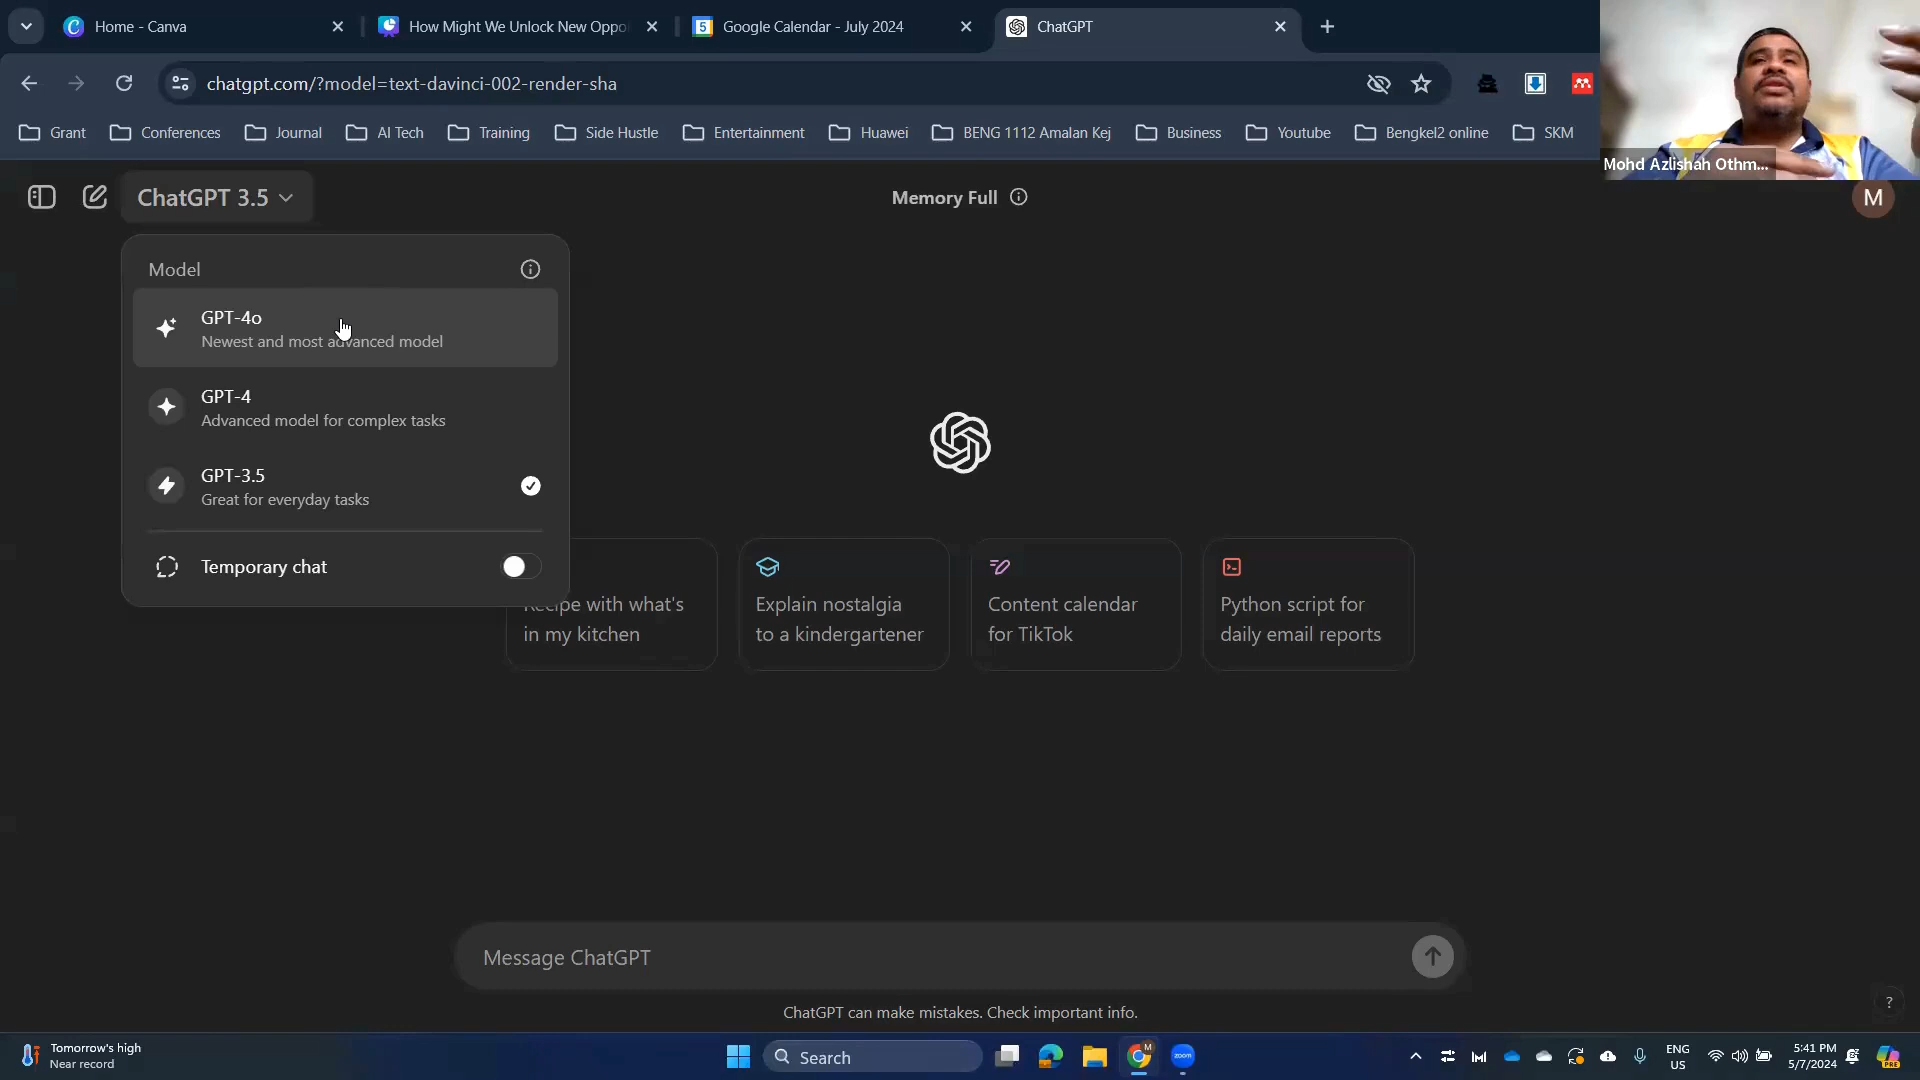 Home - Canva
How Might We Unlock New Oppo
5
Google Calendar - July 2024
ChatGPT
chatgpt.com/?model=text-davinci-002-render-sha
Grant
Conferences
Journal
AI Tech
Training
Side Hustle
Entertainment
Huawei
BENG 1112 Amalan Kej
Business
Youtube
Bengkel2 online
SKM
Mohd Azlishah Othm...
ChatGPT 3.5
Memory Full
M
Model
GPT-4o
Newest and most advanced model
GPT-4
Advanced model for complex tasks
GPT-3.5
Great for everyday tasks
Temporary chat
Recipe with what's
in my kitchen
Explain nostalgia
to a kindergartener
Content calendar
for TikTok
Python script for
daily email reports
Message ChatGPT
ChatGPT can make mistakes. Check important info.
?
Tomorrow's high
Near record
Search
M
zoom
ENG
US
5:41 PM
5/7/2024
PRE